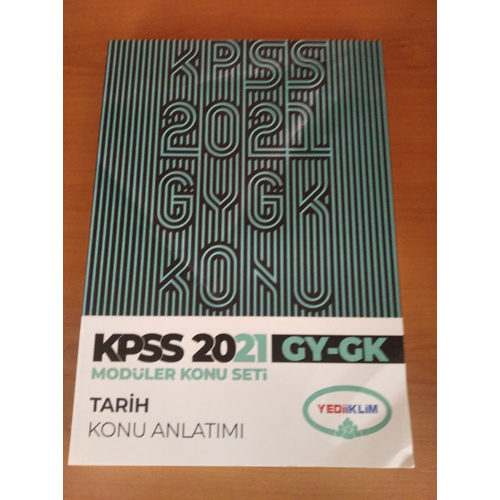 KPSS
2021
GYGK
KONU
KPSS 2021 GY-GK
MODÜLER KONU SETİ
TARİH
KONU ANLATIMI
YEDİİKLİM